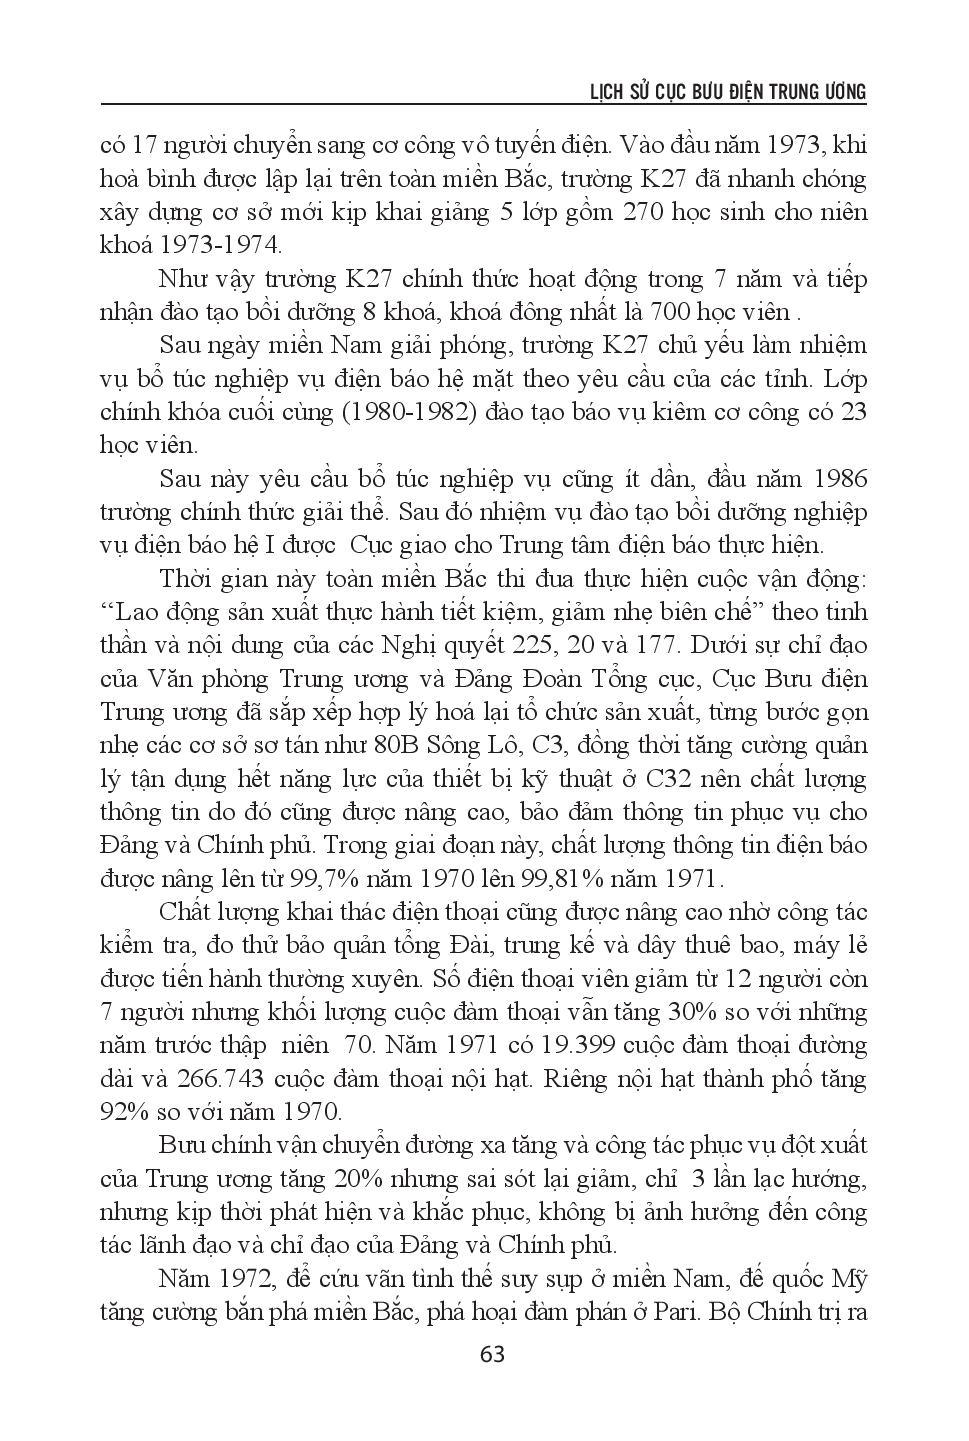 LỊCH SỬ CỤC BƯU ĐIỆN TRUNG ƯƠNG
có 17 người chuyển sang cơ công vô tuyến điện. Vào đầu năm 1973, khi
hoà bình được lập lại trên toàn miền Bắc, trường K27 đã nhanh chóng
xây dựng cơ sở mới kịp khai giảng 5 lớp gồm 270 học sinh cho niên
khoá 1973-1974.
Như vậy trường K27 chính thức hoạt động trong 7 năm và tiếp
nhận đào tạo bồi dưỡng 8 khoá, khoá đông nhất là 700 học viên .
Sau ngày miền Nam giải phóng, trường K27 chủ yếu làm nhiệm
vụ bổ túc nghiệp vụ điện báo hệ mặt theo yêu cầu của các tỉnh. Lớp
chính khóa cuối cùng (1980-1982) đào tạo báo vụ kiêm cơ công có 23
học viên.
Sau này yêu cầu bổ túc nghiệp vụ cũng ít dần, đầu năm 1986
trường chính thức giải thể. Sau đó nhiệm vụ đào tạo bồi dưỡng nghiệp
vụ điện báo hệ I được  Cục giao cho Trung tâm điện báo thực hiện.
Thời gian này toàn miền Bắc thi đua thực hiện cuộc vận động:
“Lao động sản xuất thực hành tiết kiệm, giảm nhẹ biên chế” theo tinh
thần và nội dung của các Nghị quyết 225, 20 và 177. Dưới sự chỉ đạo
của Văn phòng Trung ương và Đảng Đoàn Tổng cục, Cục Bưu điện
Trung ương đã sắp xếp hợp lý hoá lại tổ chức sản xuất, từng bước gọn
nhẹ các cơ sở sơ tán như 80B Sông Lô, C3, đồng thời tăng cường quản
lý tận dụng hết năng lực của thiết bị kỹ thuật ở C32 nên chất lượng
thông tin do đó cũng được nâng cao, bảo đảm thông tin phục vụ cho
Đảng và Chính phủ. Trong giai đoạn này, chất lượng thông tin điện báo
được nâng lên từ 99,7% năm 1970 lên 99,81% năm 1971.
Chất lượng khai thác điện thoại cũng được nâng cao nhờ công tác
kiểm tra, đo thử bảo quản tổng Đài, trung kế và dây thuê bao, máy lẻ
được tiến hành thường xuyên. Số điện thoại viên giảm từ 12 người còn
7 người nhưng khối lượng cuộc đàm thoại vẫn tăng 30% so với những
năm trước thập  niên  70. Năm 1971 có 19.399 cuộc đàm thoại đường
dài và 266.743 cuộc đàm thoại nội hạt. Riêng nội hạt thành phố tăng
92% so với năm 1970.
Bưu chính vận chuyển đường xa tăng và công tác phục vụ đột xuất
của Trung ương tăng 20% nhưng sai sót lại giảm, chỉ  3 lần lạc hướng,
nhưng kịp thời phát hiện và khắc phục, không bị ảnh hưởng đến công
tác lãnh đạo và chỉ đạo của Đảng và Chính phủ.
Năm 1972, để cứu vãn tình thế suy sụp ở miền Nam, đế quốc Mỹ
tăng cường bắn phá miền Bắc, phá hoại đàm phán ở Pari. Bộ Chính trị ra
63